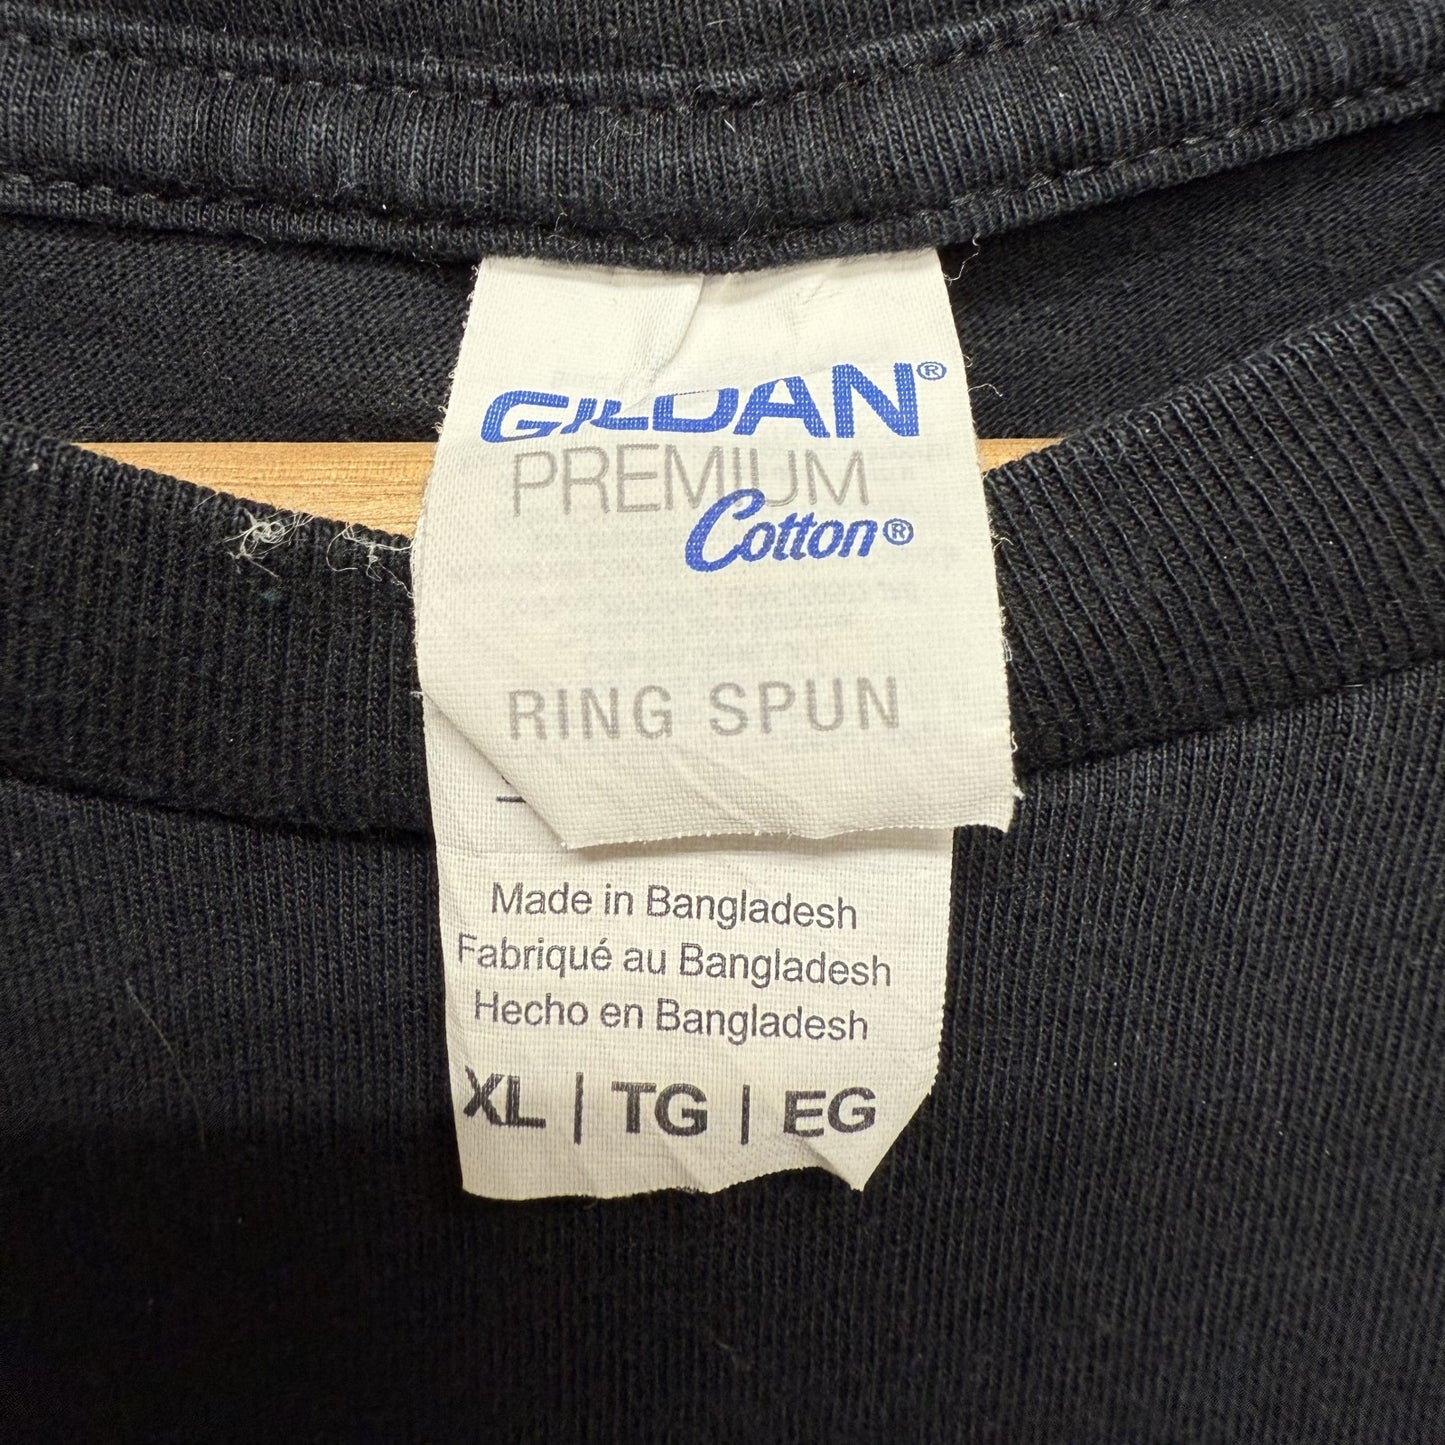 GILDAN®
PREMIUM
Cotton®
RING SPUN
Made in Bangladesh
Fabriqué au Bangladesh
Hecho en Bangladesh
XL | TG | EG